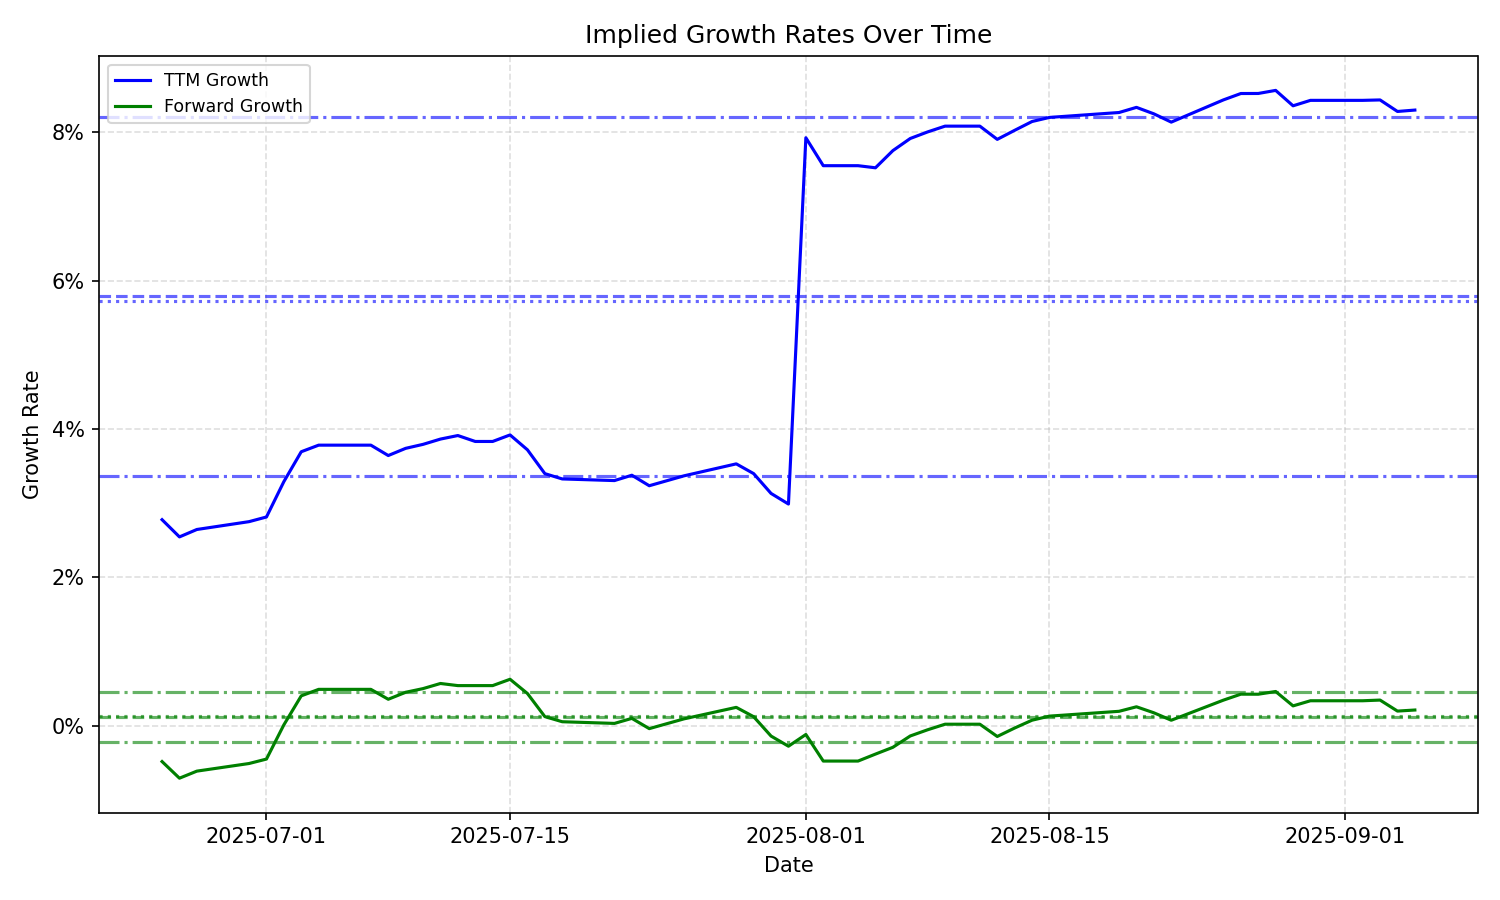 Implied Growth Rates Over Time
TTM Growth
Forward Growth
8%
6%
4%
2%
0%
Growth Rate
2025-07-01
2025-07-15
2025-08-01
2025-08-15
2025-09-01
Date